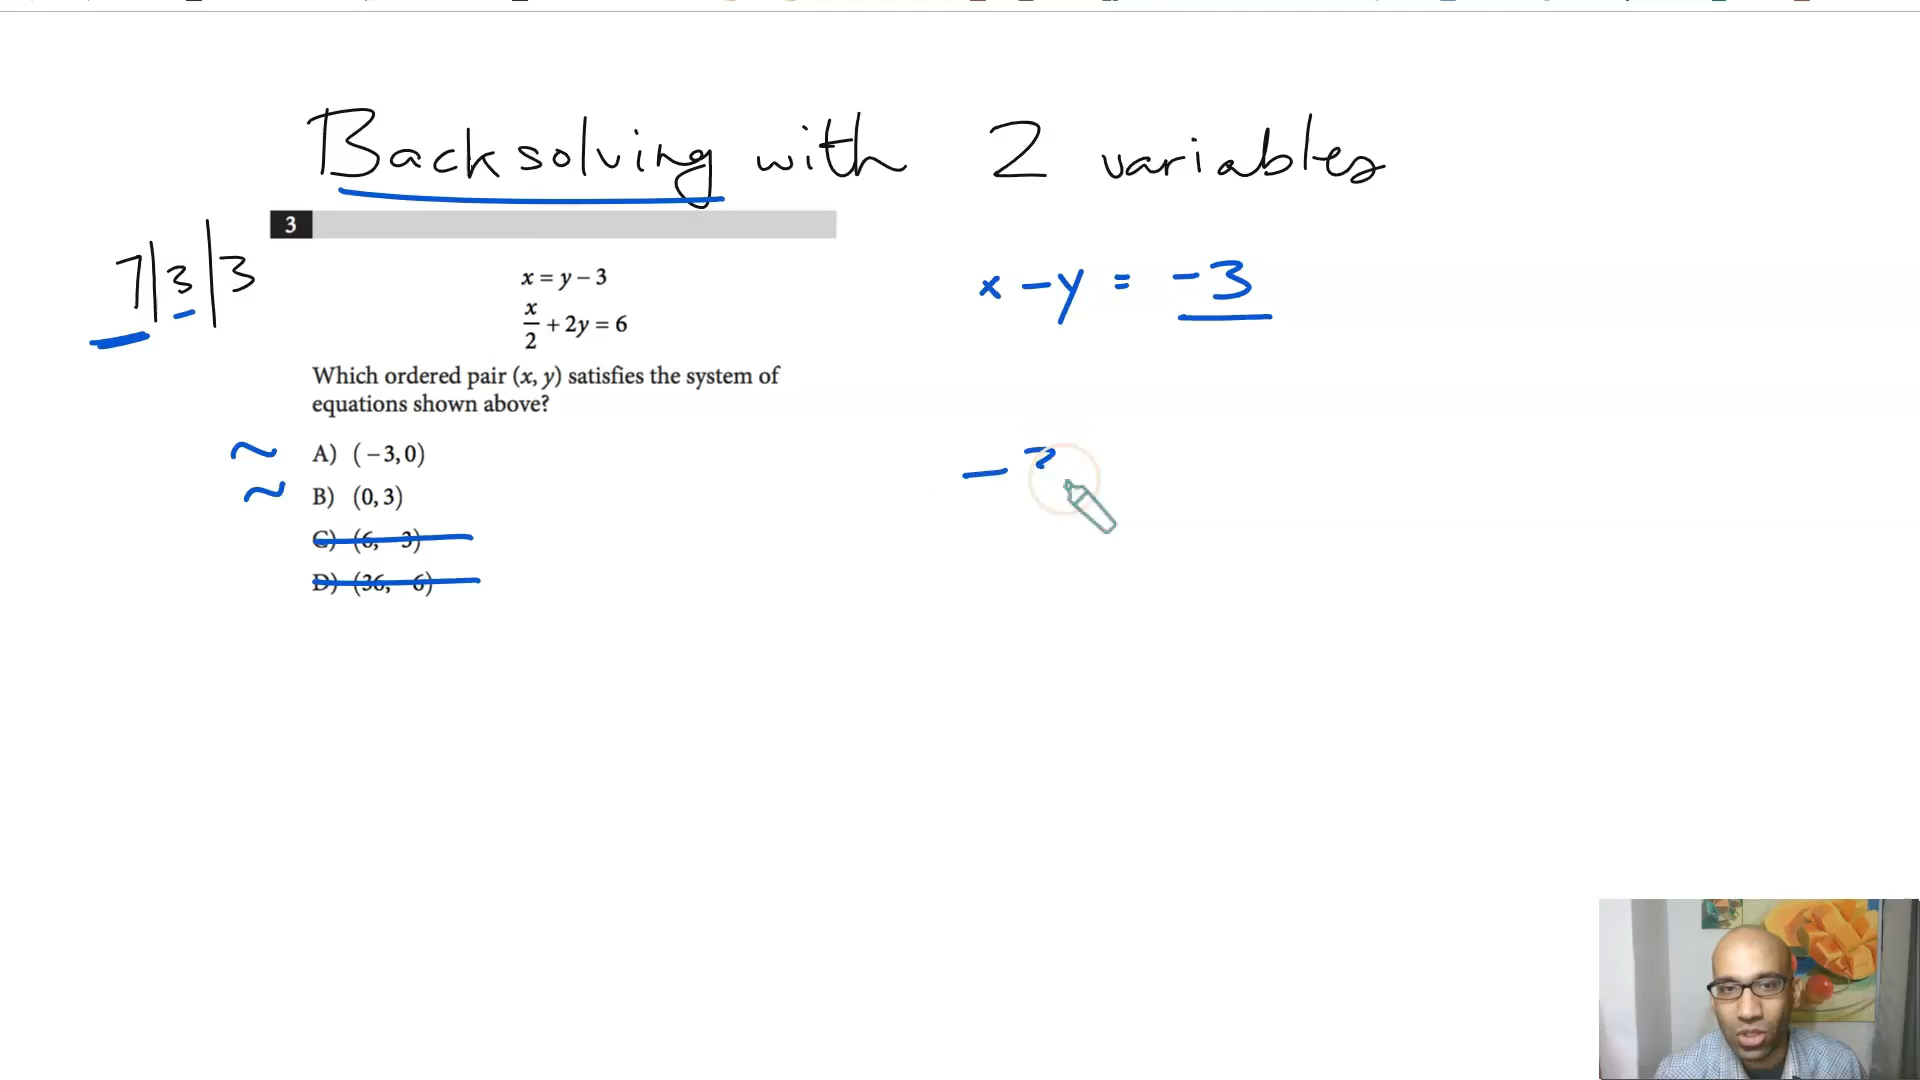 Backsolving with 2 variables
3
7|3|3
x = y – 3
x/2 + 2y = 6
x – y = –3
Which ordered pair (x, y) satisfies the system of
equations shown above?
A) (–3, 0)
B) (0, 3)
C) (6, –3)
D) (36, –6)
–